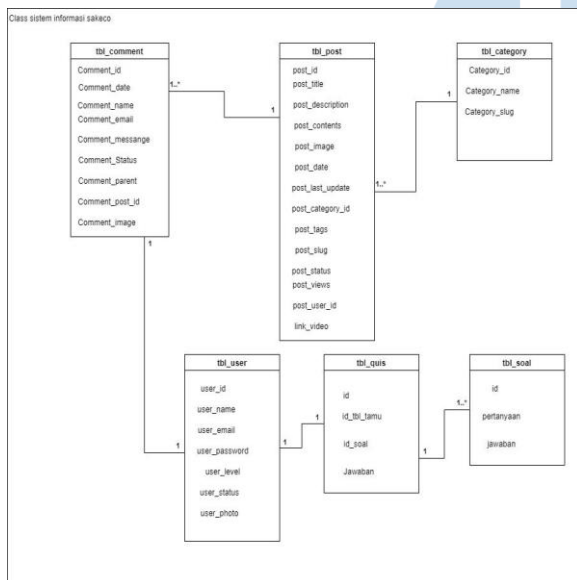 Class sistem informasi sakeco
tbl_comment
Comment_id
Comment_date
Comment_name
Comment_email
Comment_messange
Comment_Status
Comment_parent
Comment_post_id
Comment_image
1..*
1
1
tbl_post
post_id
post_title
post_description
post_contents
post_image
post_date
post_last_update
post_category_id
post_tags
post_slug
post_status
post_views
post_user_id
link_video
1..*
1
tbl_category
Category_id
Category_name
Category_slug
tbl_user
user_id
user_name
user_email
user_password
user_level
user_status
user_photo
1
1
1
tbl_quis
id
id_tbl_tamu
id_soal
Jawaban
1
1..*
tbl_soal
id
pertanyaan
jawaban